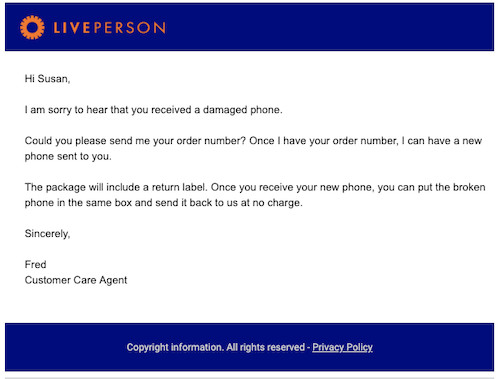 LIVEPERSON
Hi Susan,
I am sorry to hear that you received a damaged phone.
Could you please send me your order number? Once I have your order number, I can have a new
phone sent to you.
The package will include a return label. Once you receive your new phone, you can put the broken
phone in the same box and send it back to us at no charge.
Sincerely,
Fred
Customer Care Agent
Copyright information. All rights reserved - Privacy Policy